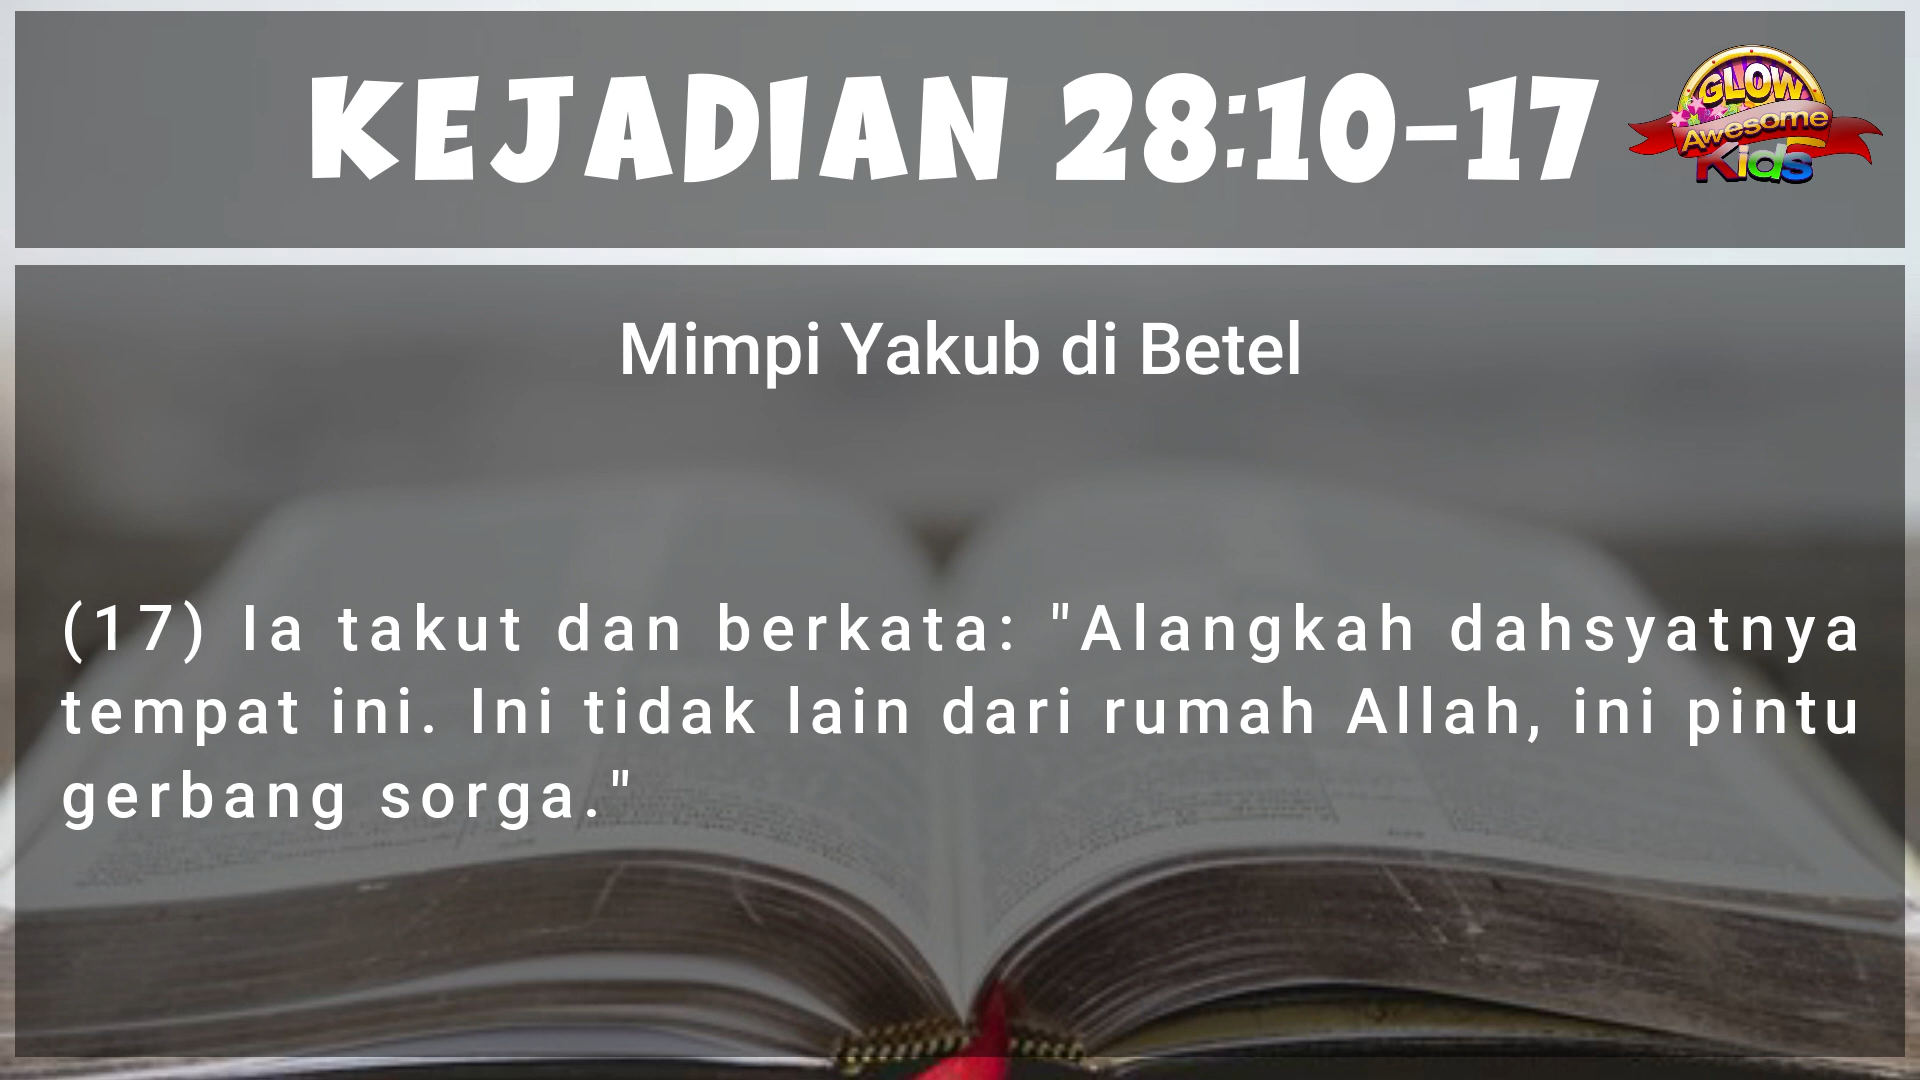 KEJADIAN 28:10-17
GLOW
Awesome
Kids
Mimpi Yakub di Betel
(17) Ia takut dan berkata: "Alangkah dahsyatnya
tempat ini. Ini tidak lain dari rumah Allah, ini pintu
gerbang sorga."